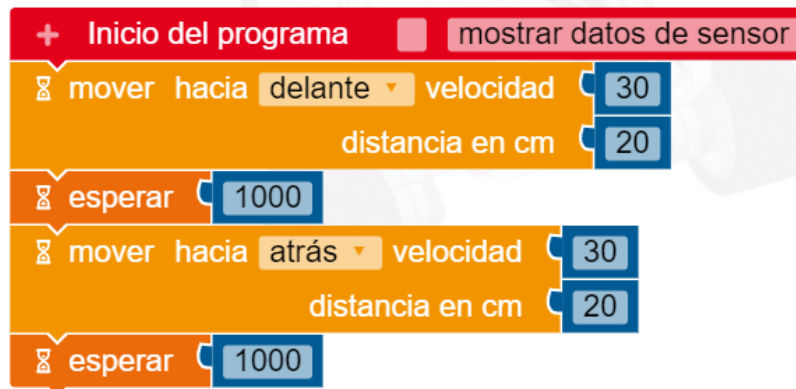 + Inicio del programa mostrar datos de sensor
mover hacia delante velocidad 30
distancia en cm 20
esperar 1000
mover hacia atrás velocidad 30
distancia en cm 20
esperar 1000